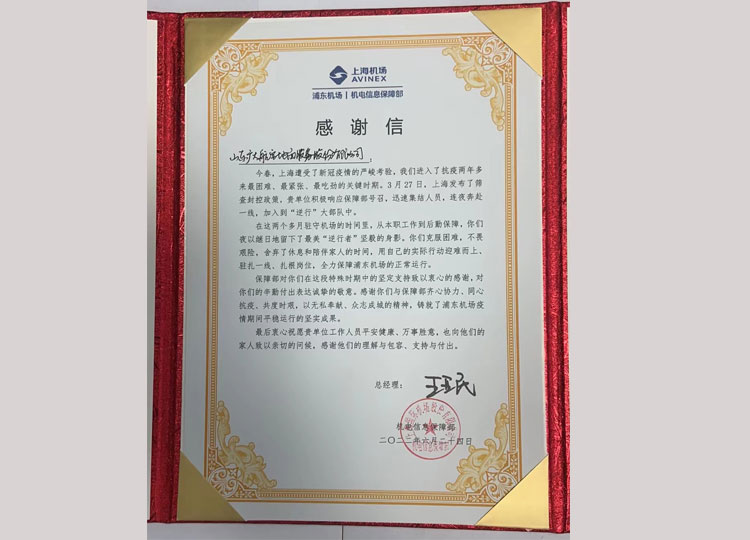 上海机场
AVINEX
浦东机场 | 机电信息保障部
感谢信
山东广大航空地面服务股份有限公司：
今春，上海遭受了新冠疫情的严峻考验，我们进入了抗疫两年多
来最困难、最紧张、最吃劲的关键时期。3月27日，上海发布了筛
查封控政策，贵单位积极响应保障部号召，迅速集结人员，连夜奔赴
一线，加入到“逆行”大部队中。
在这两个多月驻守机场的时间里，从本职工作到后勤保障，你们
夜以继日地留下了最美“逆行者”坚毅的身影。你们克服困难，不畏
艰险，舍弃了休息和陪伴家人的时间，用自己的实际行动迎难而上、
驻扎一线、扎根岗位，全力保障浦东机场的正常运行。
保障部对你们在这段特殊时期中的坚定支持致以衷心的感谢，对
你们的辛勤付出表达诚挚的敬意。感谢你们与保障部齐心协力、同心
抗疫、共度时艰，以无私奉献、众志成城的精神，铸就了浦东机场疫
情期间平稳运行的坚实成果。
最后衷心祝愿贵单位工作人员平安健康、万事胜意，也向他们的
家人致以亲切的问候，感谢他们的理解与包容、支持与付出。
总经理：
机电信息保障部
二〇二二年六月二十四日